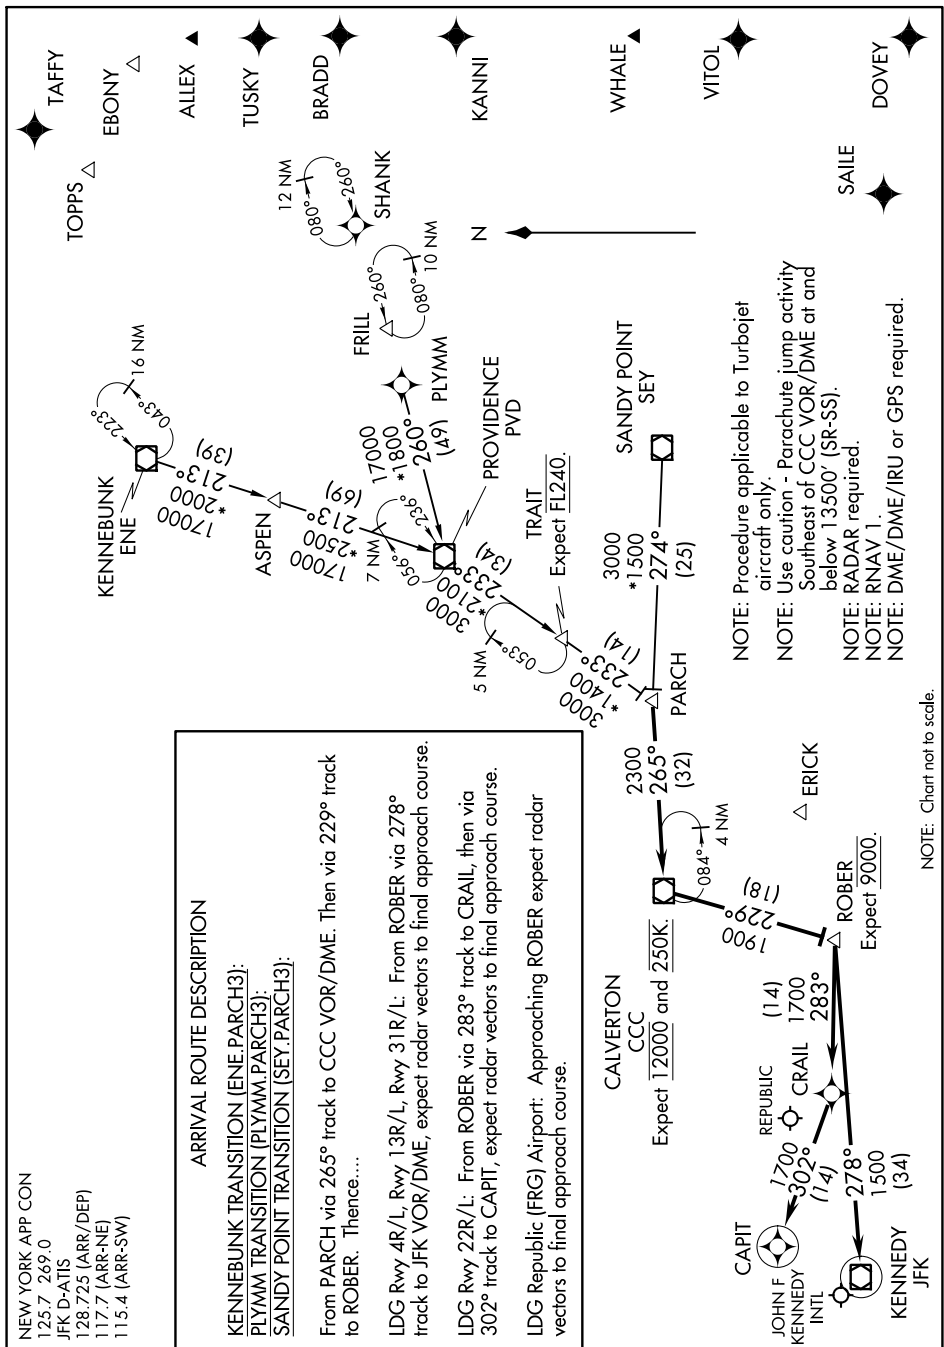 NEW YORK APP CON
125.7 269.0
JFK D-ATIS
128.725 (ARR/DEP)
117.7 (ARR-NE)
115.4 (ARR-SW)
ARRIVAL ROUTE DESCRIPTION
KENNEBUNK TRANSITION (ENE.PARCH3):
PLYMM TRANSITION (PLYMM.PARCH3):
SANDY POINT TRANSITION (SEY.PARCH3):
From PARCH via 265° track to CCC VOR/DME. Then via 229° track
to ROBER. Thence....
LDG Rwy 4R/L, Rwy 13R/L, Rwy 31R/L: From ROBER via 278°
track to JFK VOR/DME, expect radar vectors to final approach course.
LDG Rwy 22R/L: From ROBER via 283° track to CRAIL, then via
302° track to CAPIT, expect radar vectors to final approach course.
LDG Republic (FRG) Airport: Approaching ROBER expect radar
vectors to final approach course.
TAFFY
TOPPS
EBONY
ALLEX
TUSKY
BRADD
KANNI
WHALE
VITOL
DOVEY
SAILE
KENNEBUNK
ENE
223°
043°
16 NM
17000
*2000
213°
(39)
ASPEN
17000
*2500
213°
(69)
12 NM
080°
260°
SHANK
FRILL
260°
080°
10 NM
PLYMM
17000
*1800
260°
(49)
PROVIDENCE
PVD
7 NM
236°
056°
3000
*2100
233°
(34)
TRAIT
Expect FL240.
5 NM
053°
3000
*1400
233°
(14)
N
SANDY POINT
SEY
3000
*1500
274°
(25)
PARCH
2300
265°
(32)
CALVERTON
CCC
Expect 12000 and 250K.
084°
4 NM
1900
229°
(18)
ERICK
ROBER
Expect 9000.
(14)
1700
283°
CRAIL
REPUBLIC
1700
302°
(14)
CAPIT
278°
1500
(34)
JOHN F
KENNEDY
INTL
KENNEDY
JFK
NOTE: Procedure applicable to Turbojet
aircraft only.
NOTE: Use caution - Parachute jump activity
Southeast of CCC VOR/DME at and
below 13500' (SR-SS).
NOTE: RADAR required.
NOTE: RNAV 1.
NOTE: DME/DME/IRU or GPS required.
NOTE: Chart not to scale.